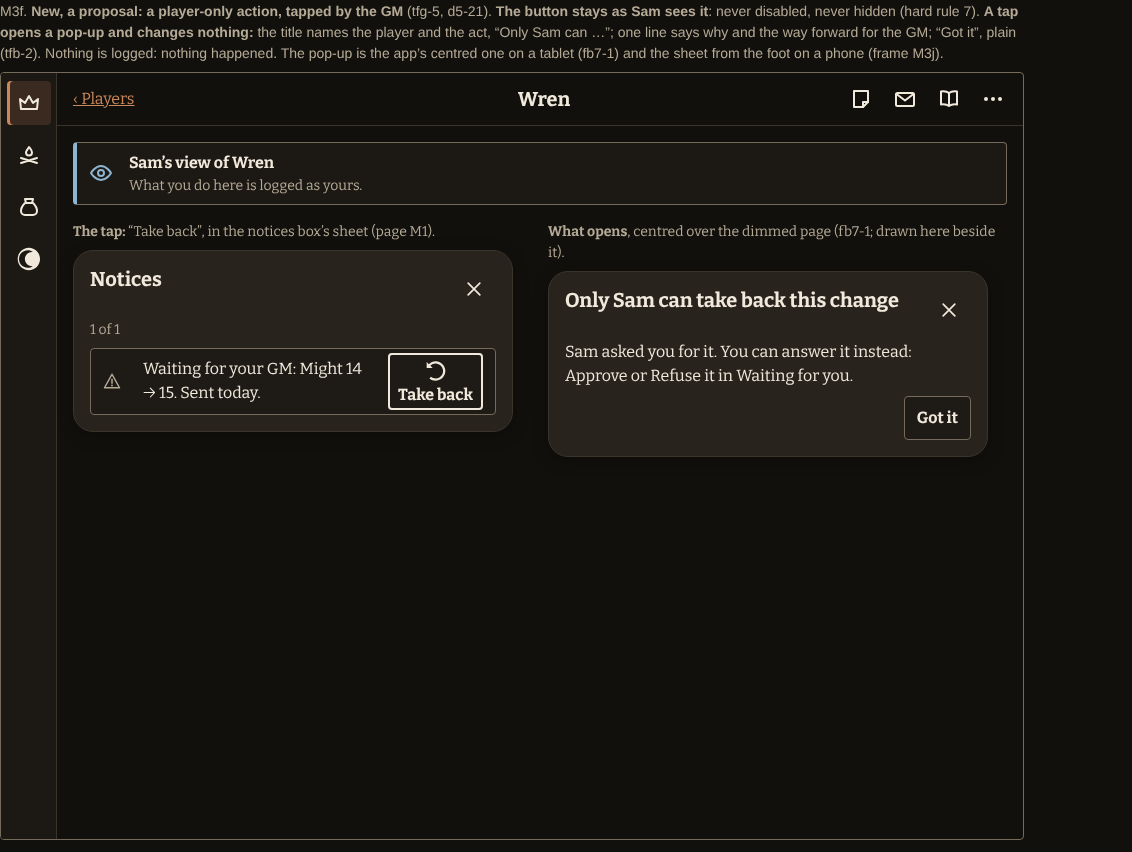 M3f. New, a proposal: a player-only action, tapped by the GM (tfg-5, d5-21). The button stays as Sam sees it: never disabled, never hidden (hard rule 7). A tap
opens a pop-up and changes nothing: the title names the player and the act, “Only Sam can …”; one line says why and the way forward for the GM; “Got it”, plain
(tfb-2). Nothing is logged: nothing happened. The pop-up is the app’s centred one on a tablet (fb7-1) and the sheet from the foot on a phone (frame M3j).
‹ Players
Wren
Sam’s view of Wren
What you do here is logged as yours.
The tap: “Take back”, in the notices box’s sheet (page M1).
Notices
1 of 1
Waiting for your GM: Might 14
→ 15. Sent today.
Take back
What opens, centred over the dimmed page (fb7-1; drawn here beside
it).
Only Sam can take back this change
Sam asked you for it. You can answer it instead:
Approve or Refuse it in Waiting for you.
Got it